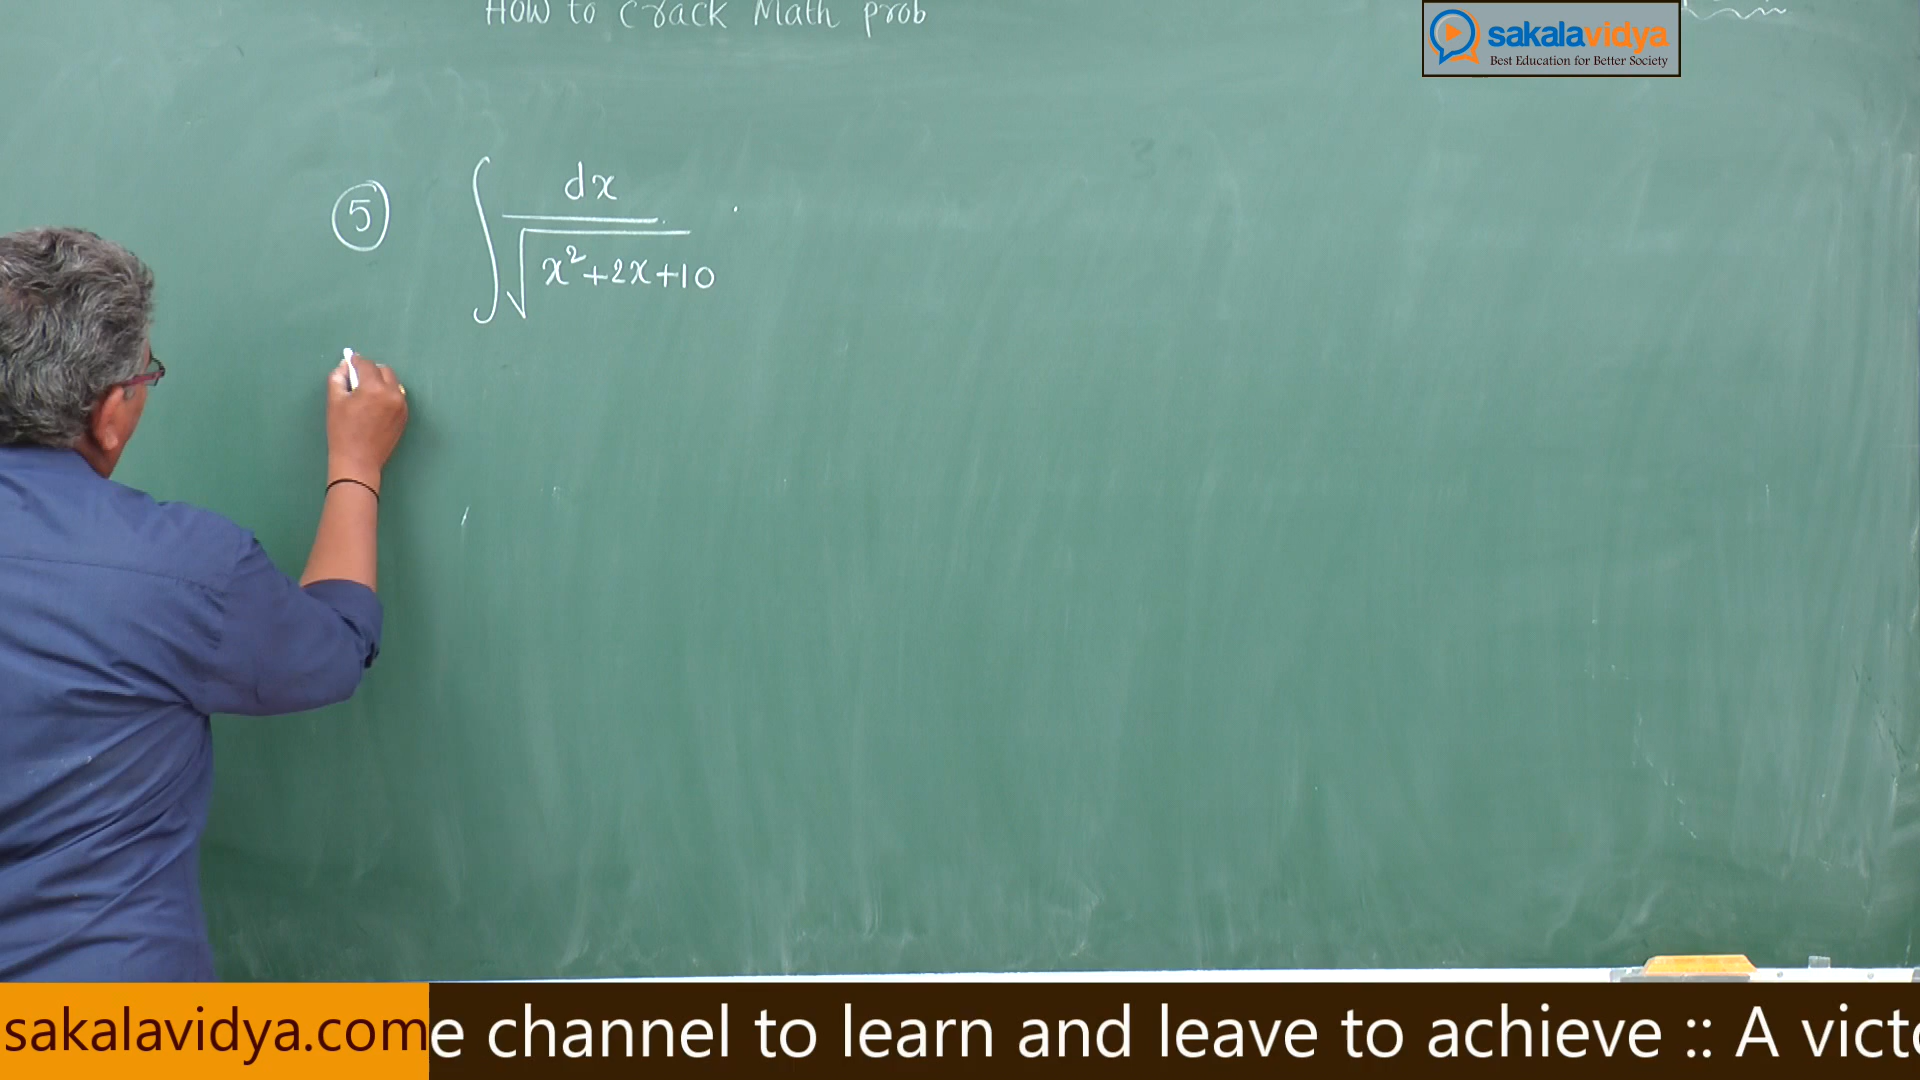 How to crack Math prob
sakalavidya
Best Education for Better Society
5 ∫ dx / √x²+2x+10
sakalavidya.com e channel to learn and leave to achieve :: A victo